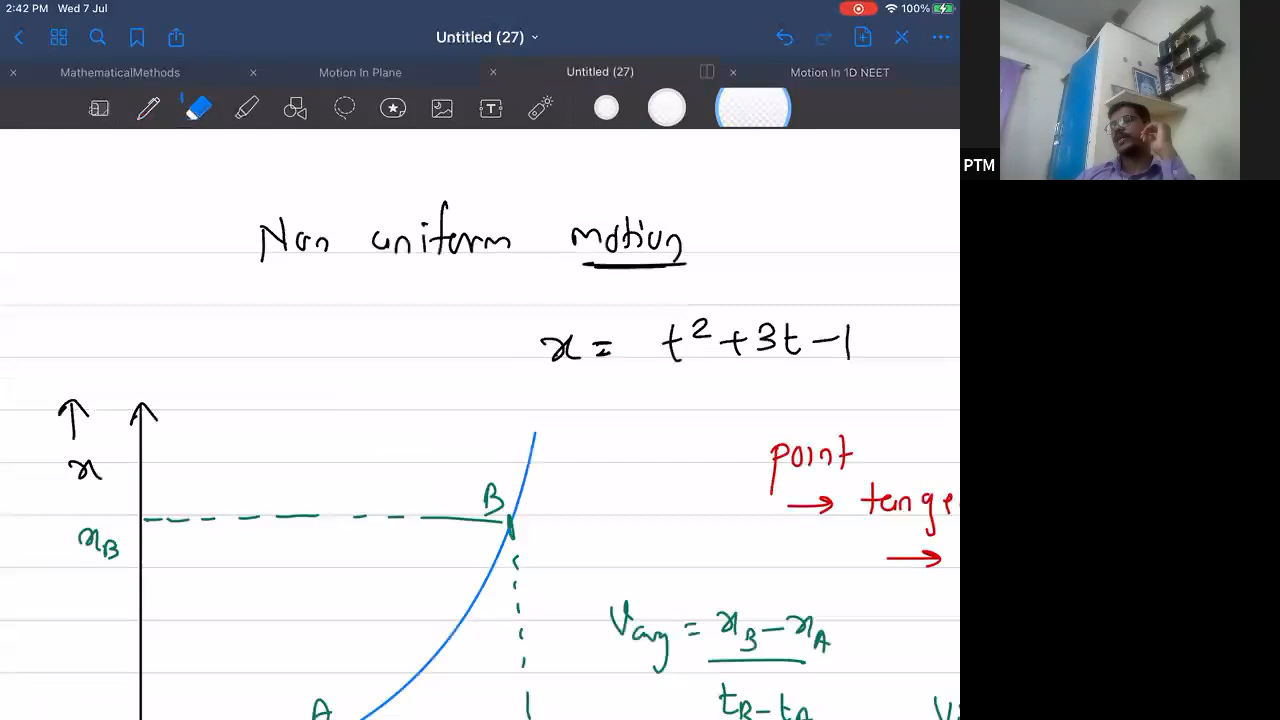 2:42 PM Wed 7 Jul
100%
Untitled (27)
MathematicalMethods
Motion In Plane
Untitled (27)
Motion In 1D NEET
T
PTM
Non uniform motion
x = t² + 3t − 1
↑ x
point
→ tange
→
B
x_B
V_avg = x_B − x_A
t_B − t_A
A
V